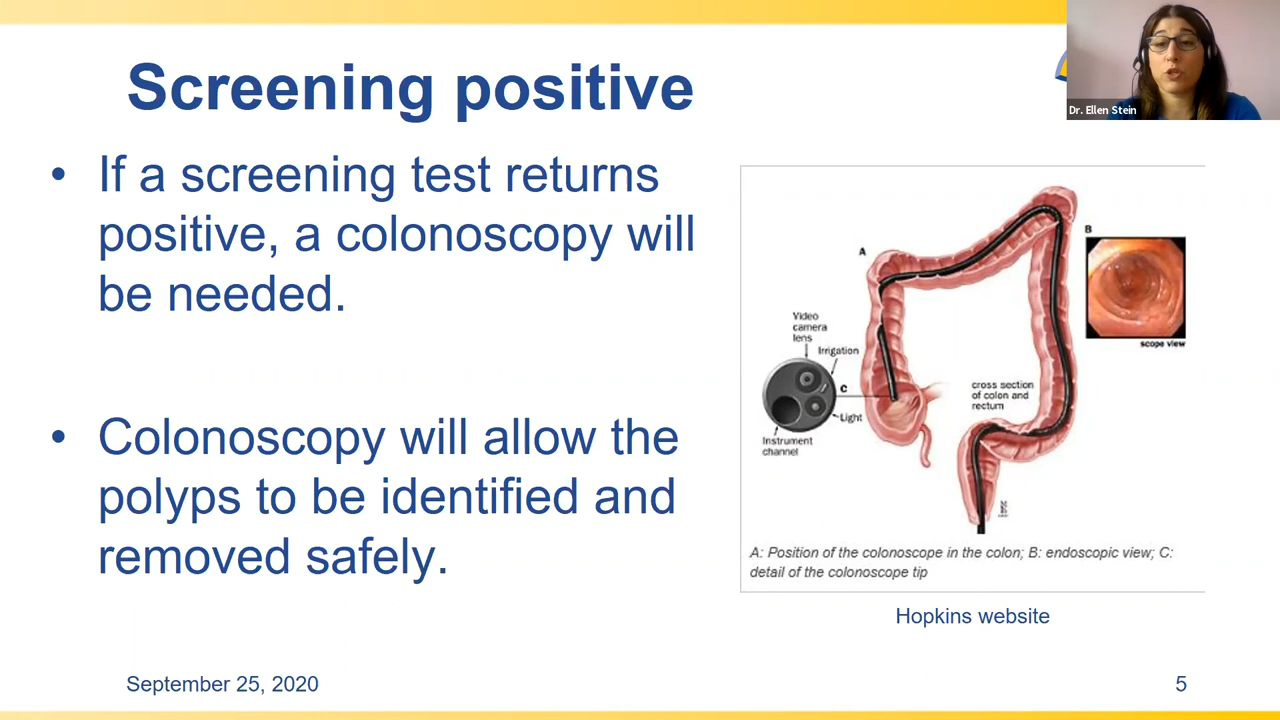 Screening positive
Dr. Ellen Stein
• If a screening test returns
positive, a colonoscopy will
be needed.
• Colonoscopy will allow the
polyps to be identified and
removed safely.
A
B
Video
camera
lens
Irrigation
C
Light
Instrument
channel
scope view
cross section
of colon and
rectum
A: Position of the colonoscope in the colon; B: endoscopic view; C:
detail of the colonoscope tip
Hopkins website
September 25, 2020
5